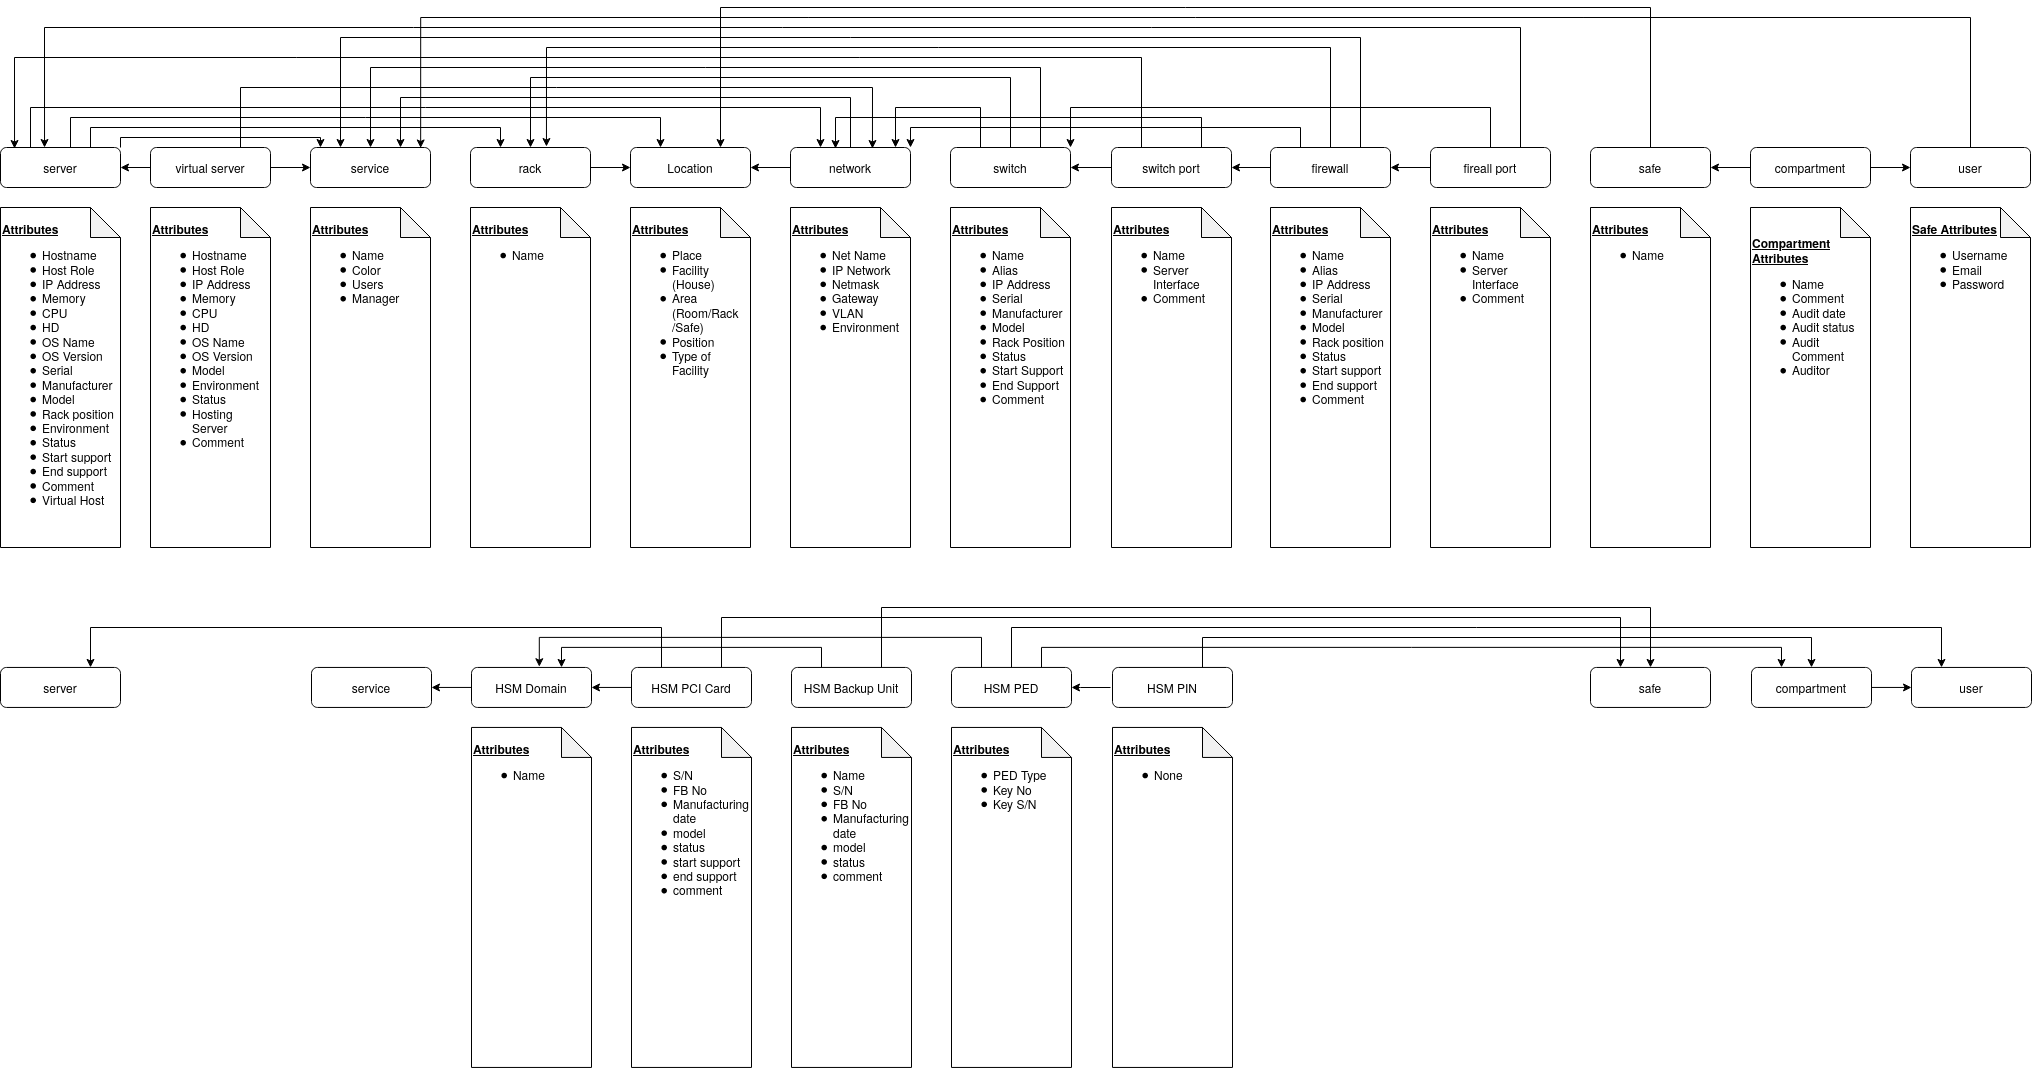 server
virtual server
service
rack
Location
network
switch
switch port
firewall
fireall port
safe
compartment
user
Attributes
Hostname
Host Role
IP Address
Memory
CPU
HD
OS Name
OS Version
Serial
Manufacturer
Model
Rack position
Environment
Status
Start support
End support
Comment
Virtual Host
Attributes
Hostname
Host Role
IP Address
Memory
CPU
HD
OS Name
OS Version
Model
Environment
Status
Hosting
Server
Comment
Attributes
Name
Color
Users
Manager
Attributes
Name
Attributes
Place
Facility
(House)
Area
(Room/Rack
/Safe)
Position
Type of
Facility
Attributes
Net Name
IP Network
Netmask
Gateway
VLAN
Environment
Attributes
Name
Alias
IP Address
Serial
Manufacturer
Model
Rack Position
Status
Start Support
End Support
Comment
Attributes
Name
Server
Interface
Comment
Attributes
Name
Alias
IP Address
Serial
Manufacturer
Model
Rack position
Status
Start support
End support
Comment
Attributes
Name
Server
Interface
Comment
Attributes
Name
Compartment
Attributes
Name
Comment
Audit date
Audit status
Audit
Comment
Auditor
Safe Attributes
Username
Email
Password
server
service
HSM Domain
HSM PCI Card
HSM Backup Unit
HSM PED
HSM PIN
safe
compartment
user
Attributes
Name
Attributes
S/N
FB No
Manufacturing
date
model
status
start support
end support
comment
Attributes
Name
S/N
FB No
Manufacturing
date
model
status
comment
Attributes
PED Type
Key No
Key S/N
Attributes
None